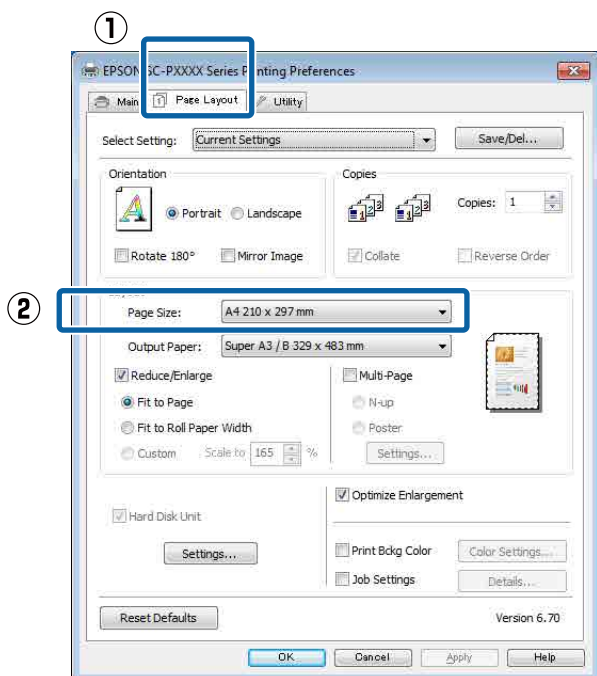 ①
EPSON SC-PXXXX Series Printing Preferences
Main Page Layout Utility
Select Setting: Current Settings Save/Del...
Orientation Copies
Portrait Landscape Copies: 1
Rotate 180° Mirror Image Collate Reverse Order
②
Page Size: A4 210 x 297 mm
Output Paper: Super A3 / B 329 x 483 mm
Reduce/Enlarge Multi-Page
Fit to Page N-up
Fit to Roll Paper Width Poster
Custom Scale to 165 % Settings...
Optimize Enlargement
Hard Disk Unit
Settings... Print Bckg Color Color Settings...
Job Settings Details...
Reset Defaults Version 6.70
OK Cancel Apply Help